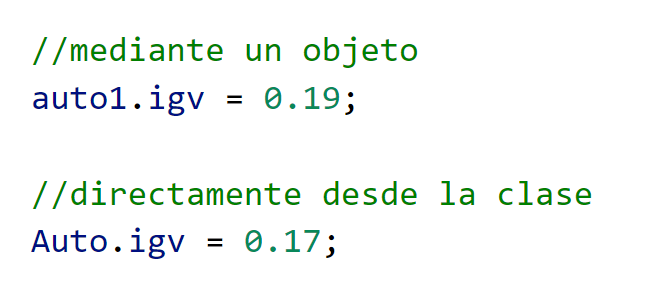 //mediante un objeto
auto1.igv = 0.19;
//directamente desde la clase
Auto.igv = 0.17;